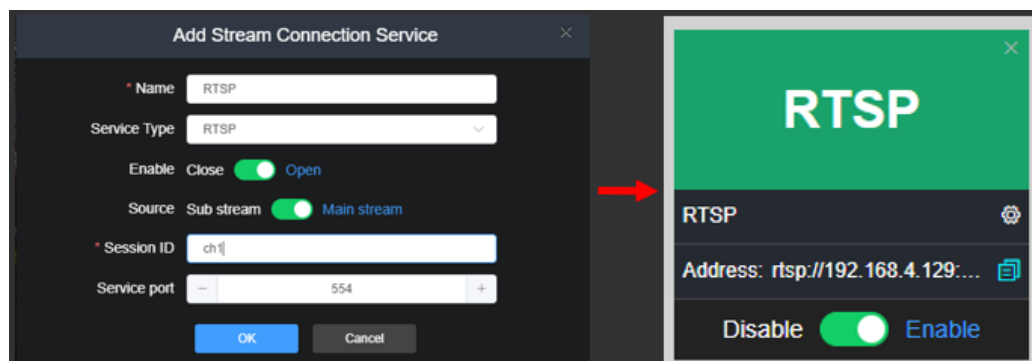 Add Stream Connection Service
* Name RTSP
Service Type RTSP
Enable Close Open
Source Sub stream Main stream
* Session ID ch1
Service port − 554 +
OK Cancel
RTSP
RTSP
Address: rtsp://192.168.4.129:...
Disable Enable